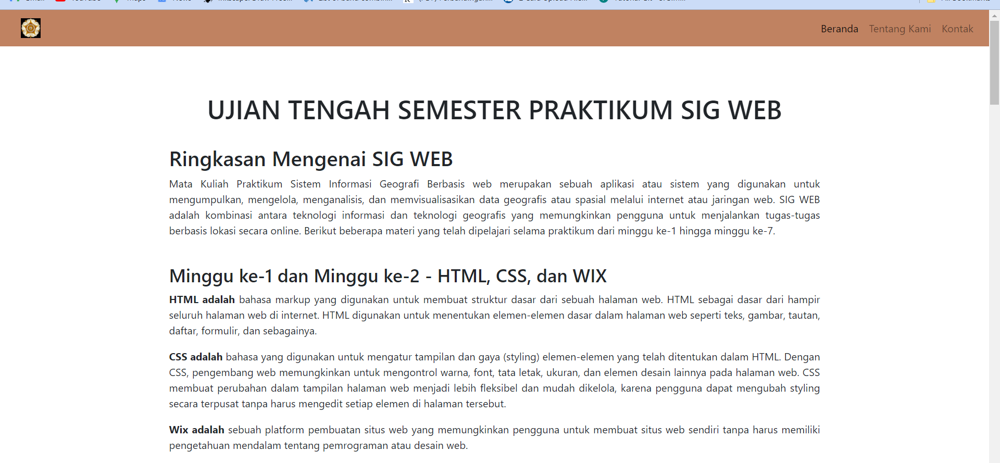 Beranda Tentang Kami Kontak
UJIAN TENGAH SEMESTER PRAKTIKUM SIG WEB
Ringkasan Mengenai SIG WEB
Mata Kuliah Praktikum Sistem Informasi Geografi Berbasis web merupakan sebuah aplikasi atau sistem yang digunakan untuk
mengumpulkan, mengelola, menganalisis, dan memvisualisasikan data geografis atau spasial melalui internet atau jaringan web. SIG WEB
adalah kombinasi antara teknologi informasi dan teknologi geografis yang memungkinkan pengguna untuk menjalankan tugas-tugas
berbasis lokasi secara online. Berikut beberapa materi yang telah dipelajari selama praktikum dari minggu ke-1 hingga minggu ke-7.
Minggu ke-1 dan Minggu ke-2 - HTML, CSS, dan WIX
HTML adalah bahasa markup yang digunakan untuk membuat struktur dasar dari sebuah halaman web. HTML sebagai dasar dari hampir
seluruh halaman web di internet. HTML digunakan untuk menentukan elemen-elemen dasar dalam halaman web seperti teks, gambar, tautan,
daftar, formulir, dan sebagainya.
CSS adalah bahasa yang digunakan untuk mengatur tampilan dan gaya (styling) elemen-elemen yang telah ditentukan dalam HTML. Dengan
CSS, pengembang web memungkinkan untuk mengontrol warna, font, tata letak, ukuran, dan elemen desain lainnya pada halaman web. CSS
membuat perubahan dalam tampilan halaman web menjadi lebih fleksibel dan mudah dikelola, karena pengguna dapat mengubah styling
secara terpusat tanpa harus mengedit setiap elemen di halaman tersebut.
Wix adalah sebuah platform pembuatan situs web yang memungkinkan pengguna untuk membuat situs web sendiri tanpa harus memiliki
pengetahuan mendalam tentang pemrograman atau desain web.